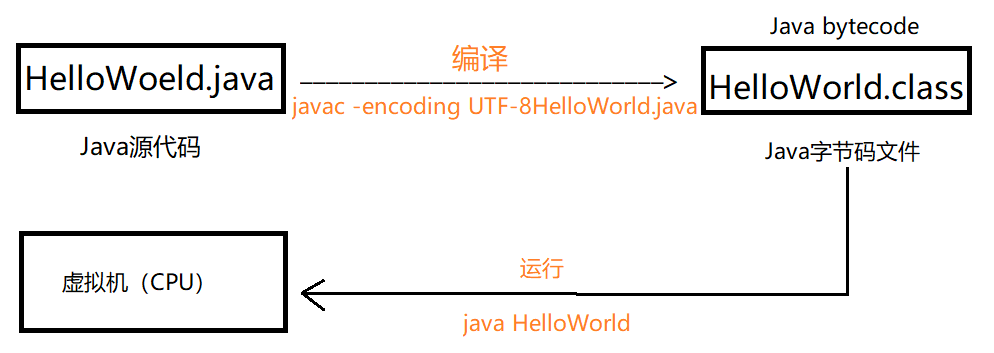 Java bytecode
编译
HelloWoeld.java
HelloWorld.class
javac -encoding UTF-8HelloWorld.java
Java源代码
Java字节码文件
虚拟机（CPU）
运行
java HelloWorld